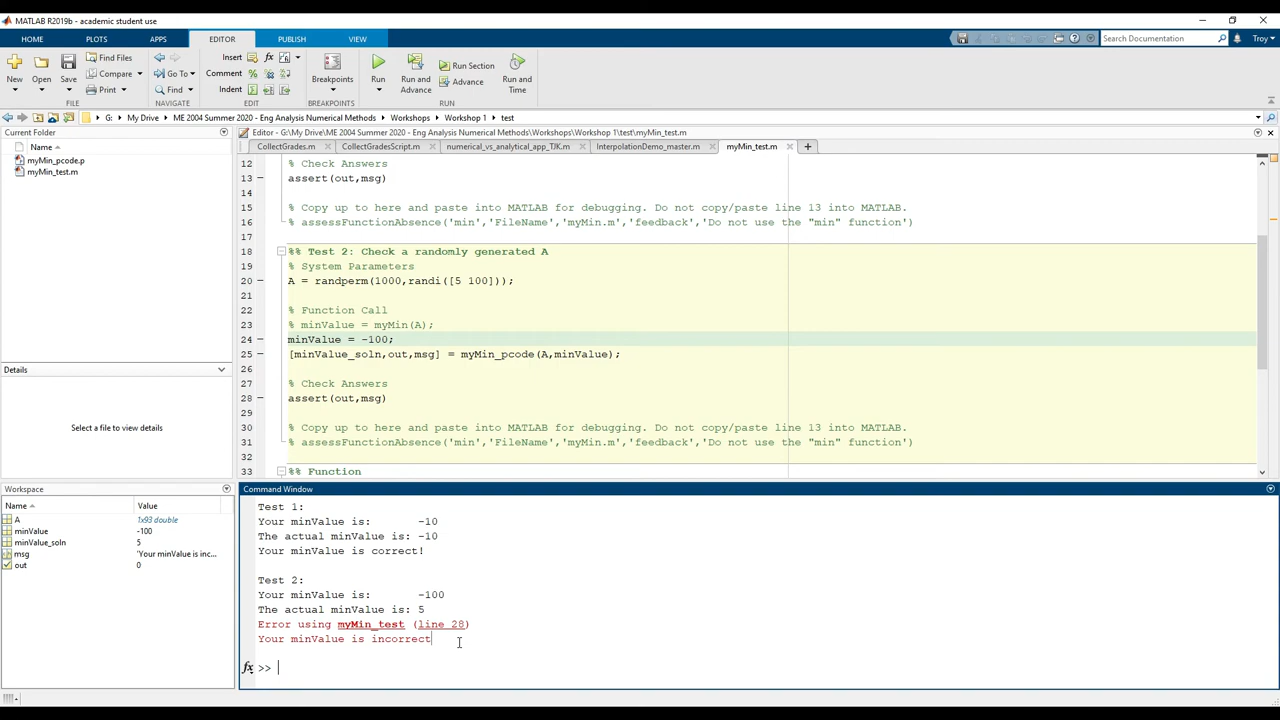 MATLAB R2019b - academic student use
HOME PLOTS APPS EDITOR PUBLISH VIEW
Search Documentation
Troy
New Open Save Find Files Compare Print
Go To Find
Insert fx
Comment
Indent
Breakpoints
Run Run and Advance Run Section Advance Run and Time
FILE NAVIGATE EDIT BREAKPOINTS RUN
G: My Drive ME 2004 Summer 2020 - Eng Analysis Numerical Methods Workshops Workshop 1 test
Current Folder
Name
myMin_pcode.p
myMin_test.m
Details
Select a file to view details
Editor - G:\My Drive\ME 2004 Summer 2020 - Eng Analysis Numerical Methods\Workshops\Workshop 1\test\myMin_test.m
CollectGrades.m CollectGradesScript.m numerical_vs_analytical_app_TJK.m InterpolationDemo_master.m myMin_test.m
12 % Check Answers
13 assert(out,msg)
14
15 % Copy up to here and paste into MATLAB for debugging. Do not copy/paste line 13 into MATLAB.
16 % assessFunctionAbsence('min','FileName','myMin.m','feedback','Do not use the "min" function')
17
18 %% Test 2: Check a randomly generated A
19 % System Parameters
20 A = randperm(1000,randi([5 100]));
21
22 % Function Call
23 % minValue = myMin(A);
24 minValue = -100;
25 [minValue_soln,out,msg] = myMin_pcode(A,minValue);
26
27 % Check Answers
28 assert(out,msg)
29
30 % Copy up to here and paste into MATLAB for debugging. Do not copy/paste line 13 into MATLAB.
31 % assessFunctionAbsence('min','FileName','myMin.m','feedback','Do not use the "min" function')
32
33 %% Function
Workspace
Name Value
A 1x93 double
minValue -100
minValue_soln 5
msg 'Your minValue is inc...
out 0
Command Window
Test 1:
Your minValue is: -10
The actual minValue is: -10
Your minValue is correct!
Test 2:
Your minValue is: -100
The actual minValue is: 5
Error using myMin_test (line 28)
Your minValue is incorrect
fx >>